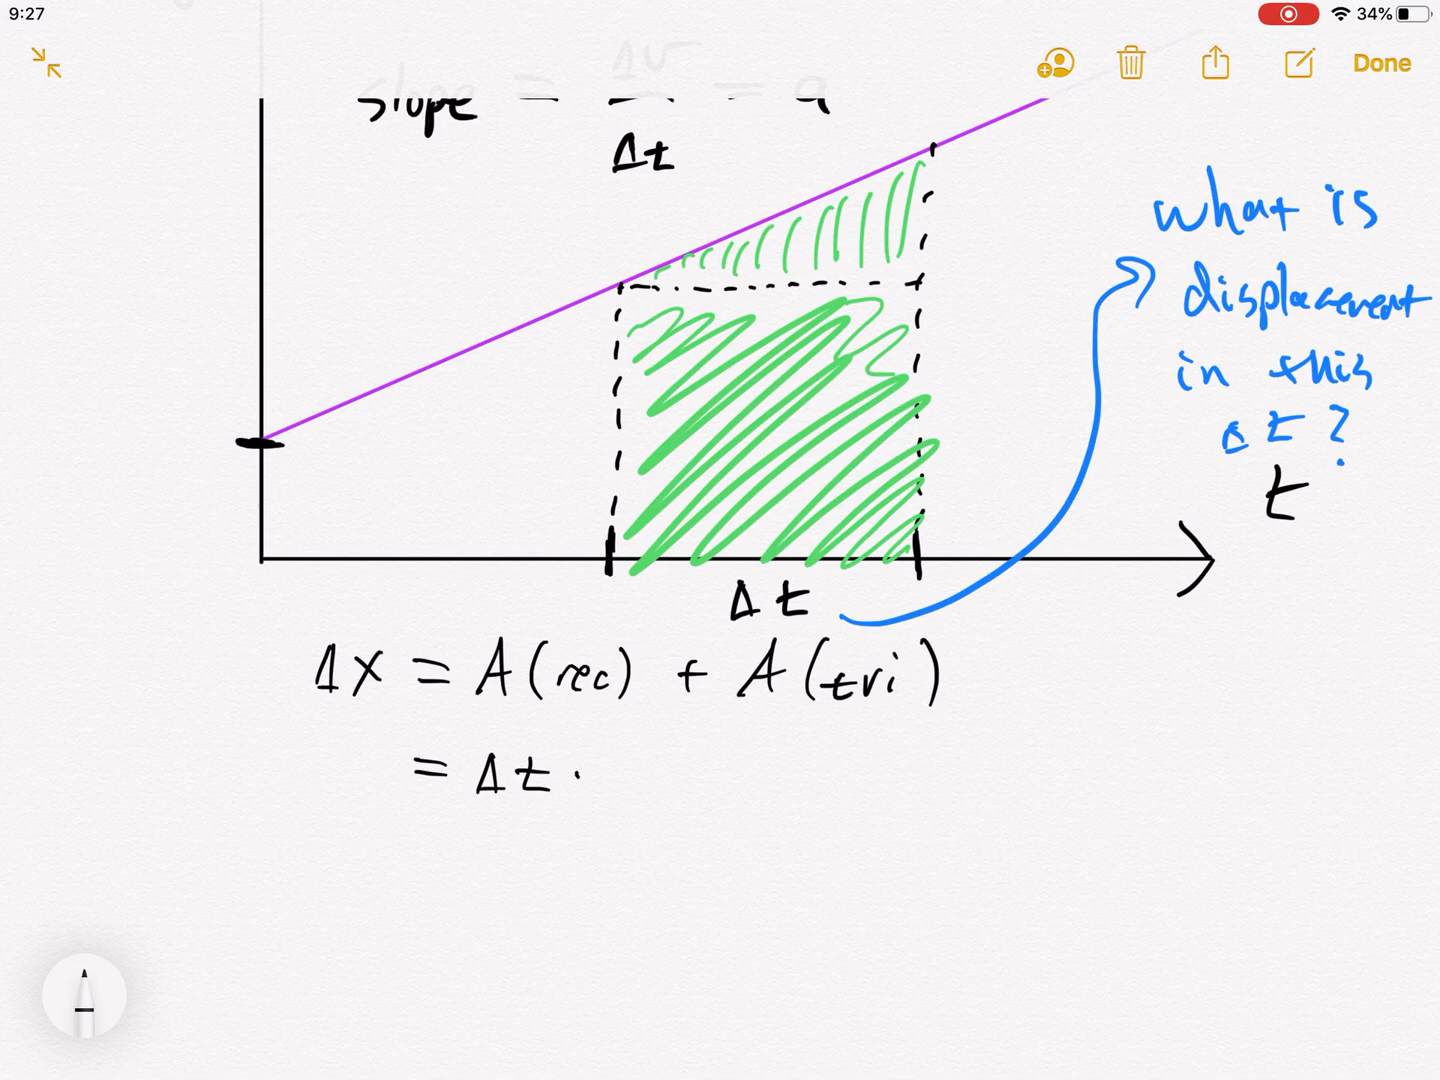 9:27
34%
Done
slope = Δv = a
Δt
what is
displacement
in this
Δt?
t
Δt
Δx = A(rec) + A(tri)
= Δt ·